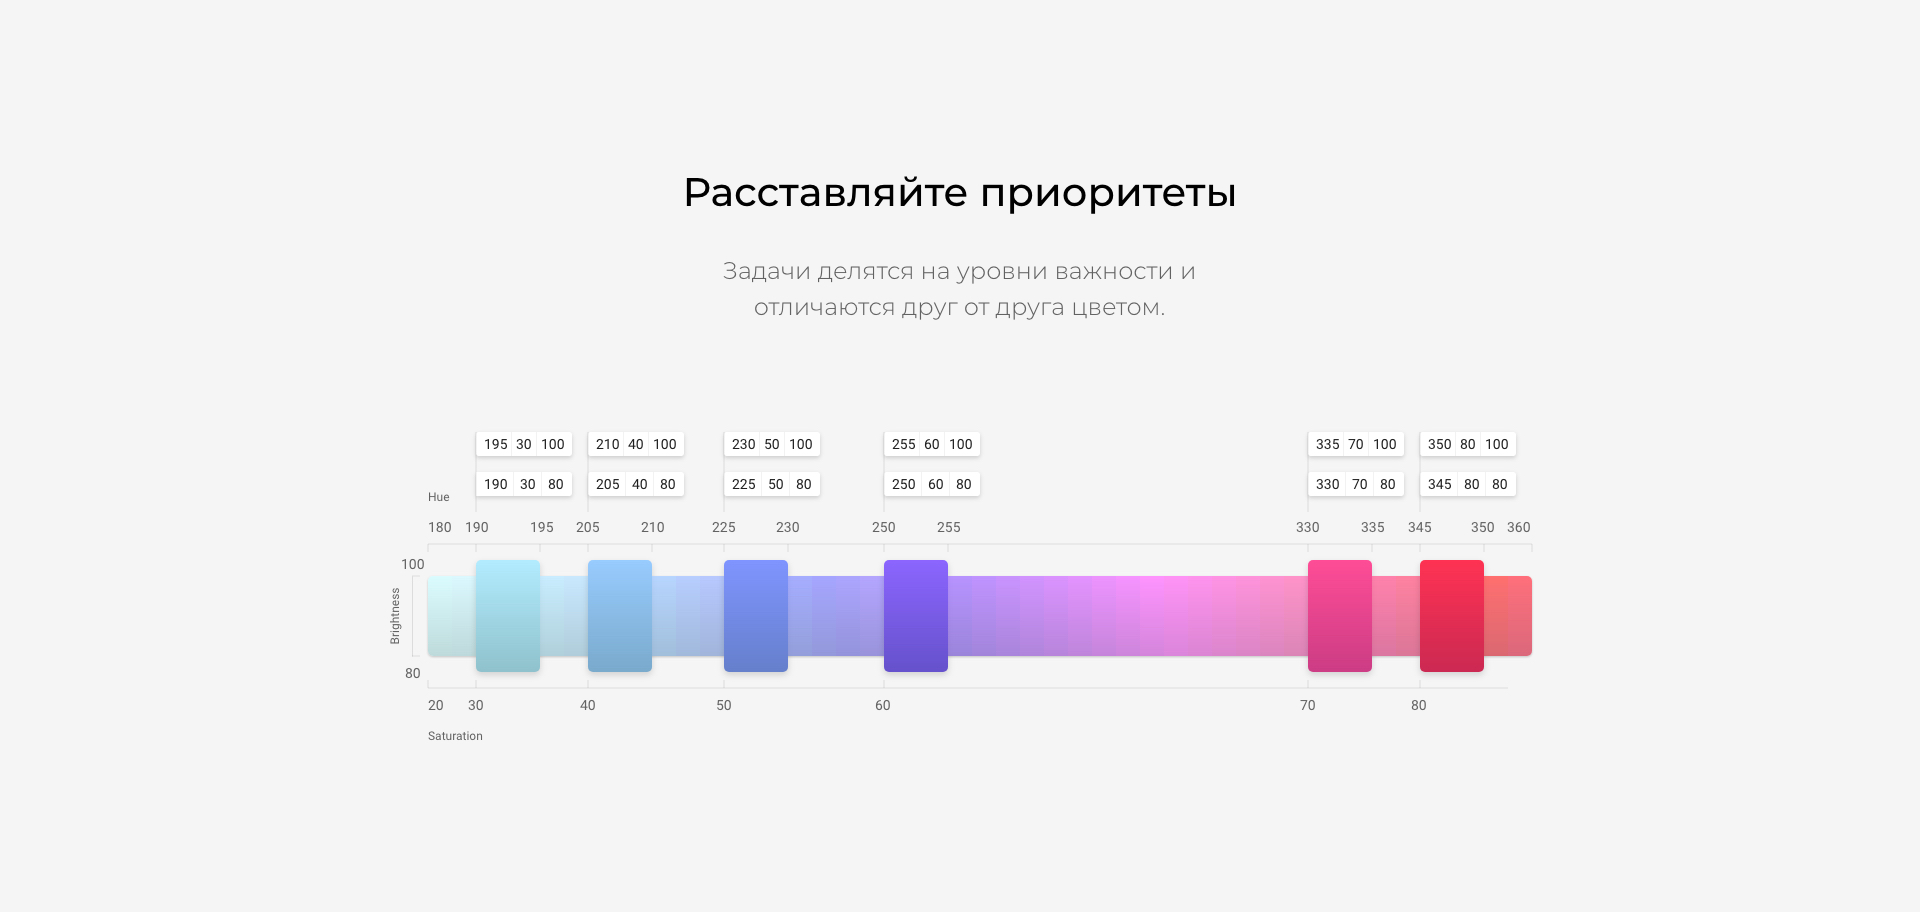 Расставляйте приоритеты
Задачи делятся на уровни важности и
отличаются друг от друга цветом.
195 30 100 210 40 100 230 50 100 255 60 100 335 70 100 350 80 100
190 30 80 205 40 80 225 50 80 250 60 80 330 70 80 345 80 80
Hue
180 190 195 205 210 225 230 250 255 330 335 345 350 360
100
Brightness
80
20 30 40 50 60 70 80
Saturation